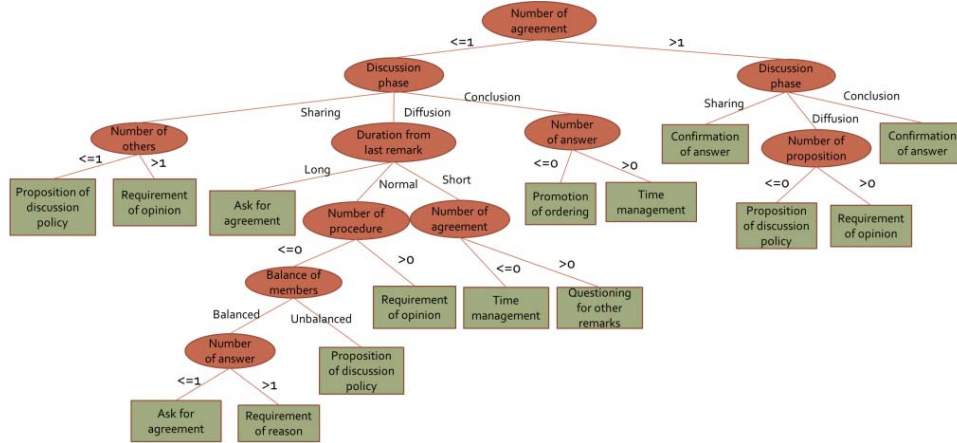 Number of
agreement
<=1
>1
Discussion
phase
Discussion
phase
Sharing
Diffusion
Conclusion
Sharing
Diffusion
Conclusion
Number of
others
Duration from
last remark
Number
of answer
Confirmation
of answer
Number of
proposition
Confirmation
of answer
<=1
>1
Long
Normal
Short
<=0
>0
<=0
>0
Proposition of
discussion
policy
Requirement
of opinion
Ask for
agreement
Number of
procedure
Number of
agreement
Promotion
of ordering
Time
management
Proposition
of discussion
policy
Requirement
of opinion
<=0
>0
<=0
>0
Balance of
members
Requirement
of opinion
Time
management
Questioning
for other
remarks
Balanced
Unbalanced
Number
of answer
Proposition
of discussion
policy
<=1
>1
Ask for
agreement
Requirement
of reason